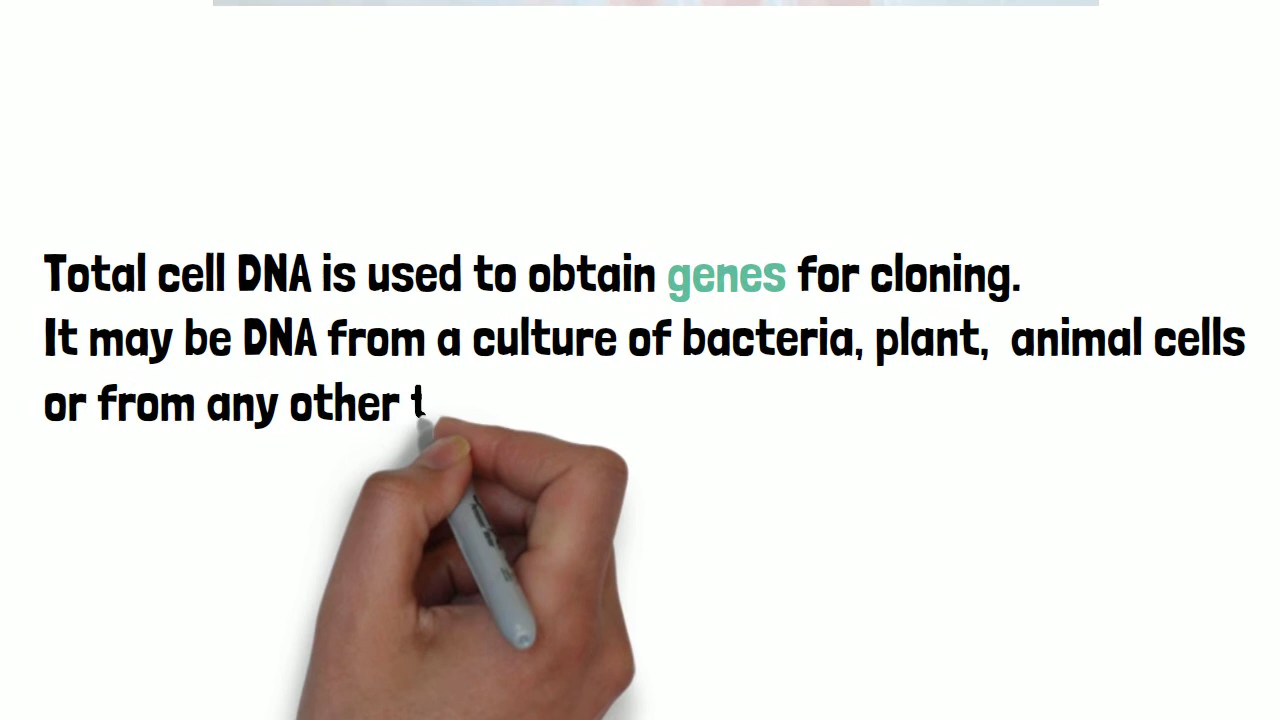 Total cell DNA is used to obtain genes for cloning.
It may be DNA from a culture of bacteria, plant, animal cells
or from any other t